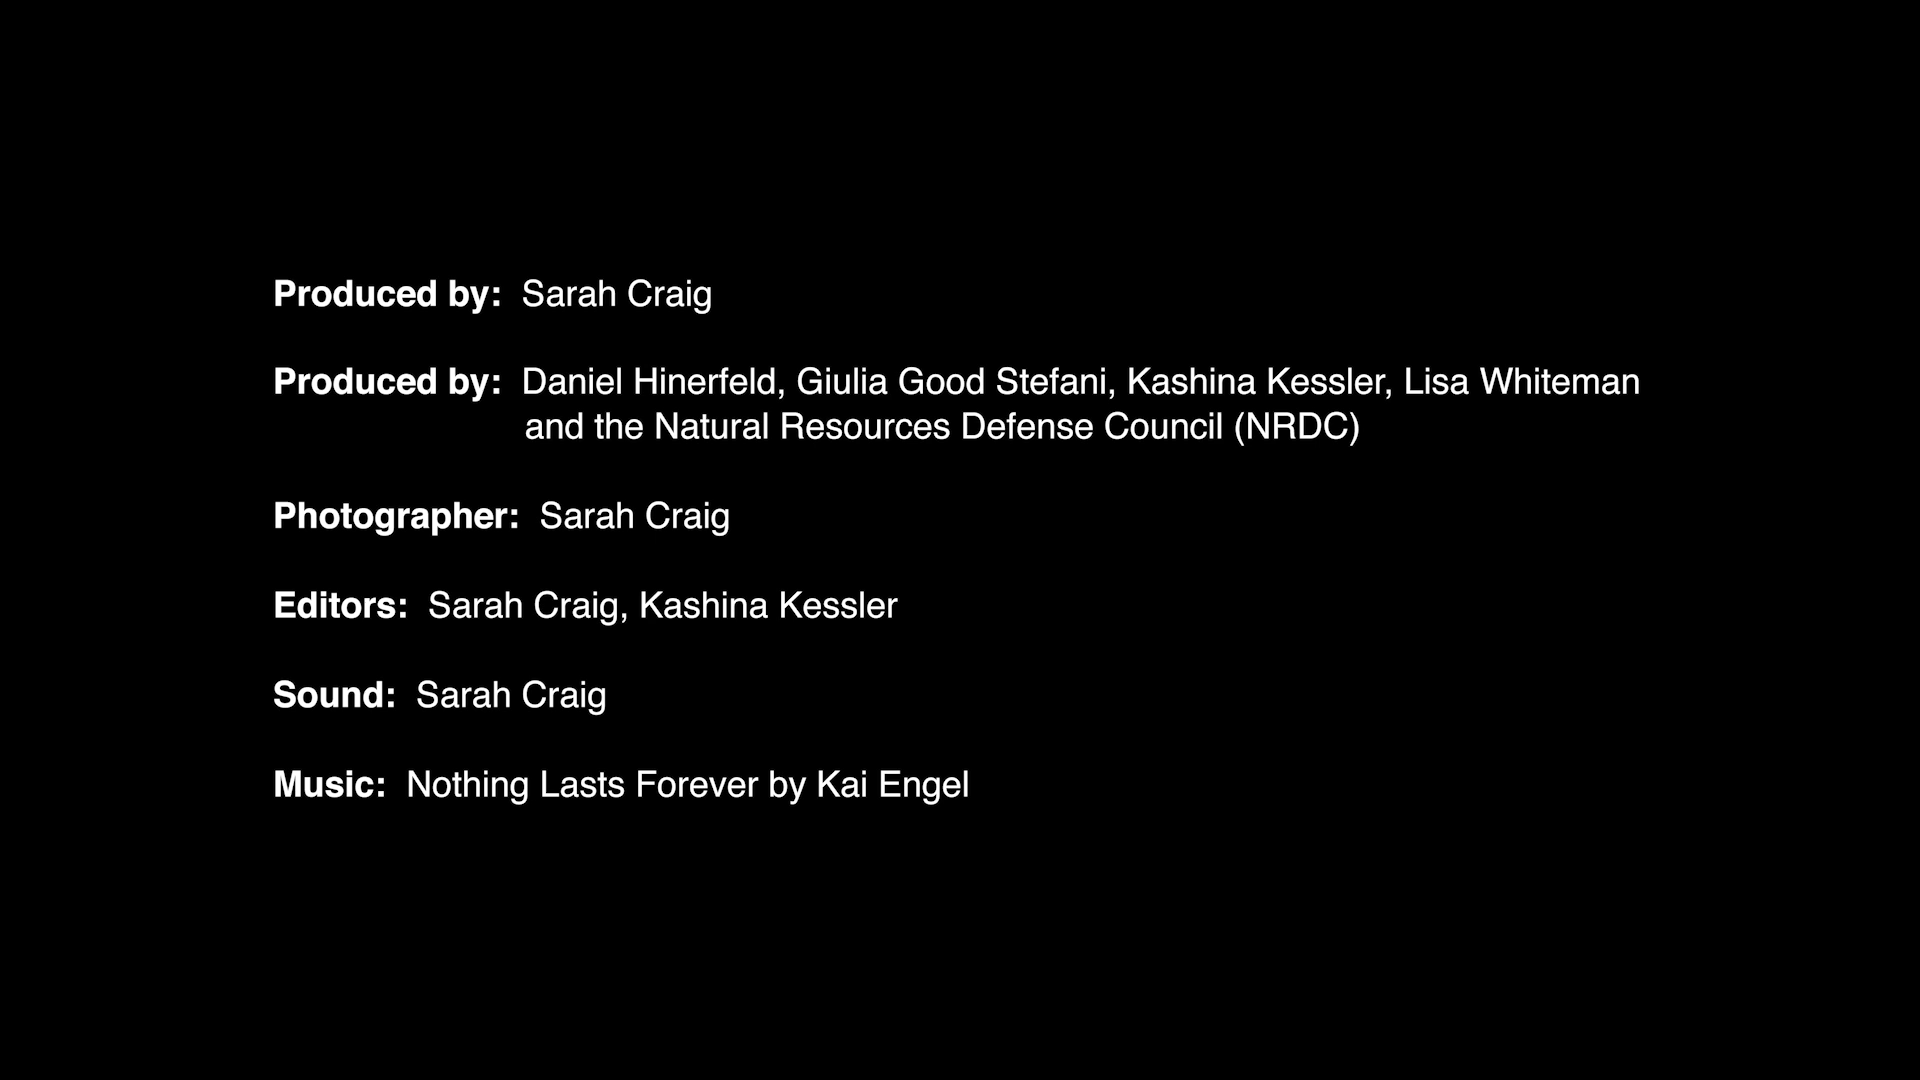 Produced by: Sarah Craig
Produced by: Daniel Hinerfeld, Giulia Good Stefani, Kashina Kessler, Lisa Whiteman
and the Natural Resources Defense Council (NRDC)
Photographer: Sarah Craig
Editors: Sarah Craig, Kashina Kessler
Sound: Sarah Craig
Music: Nothing Lasts Forever by Kai Engel